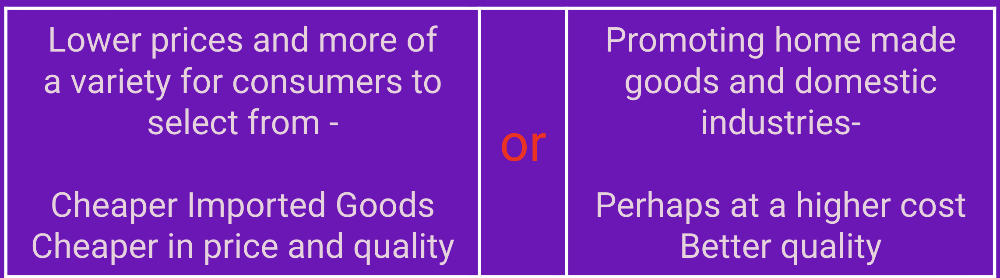 Lower prices and more of
a variety for consumers to
select from -
Cheaper Imported Goods
Cheaper in price and quality
or
Promoting home made
goods and domestic
industries-
Perhaps at a higher cost
Better quality